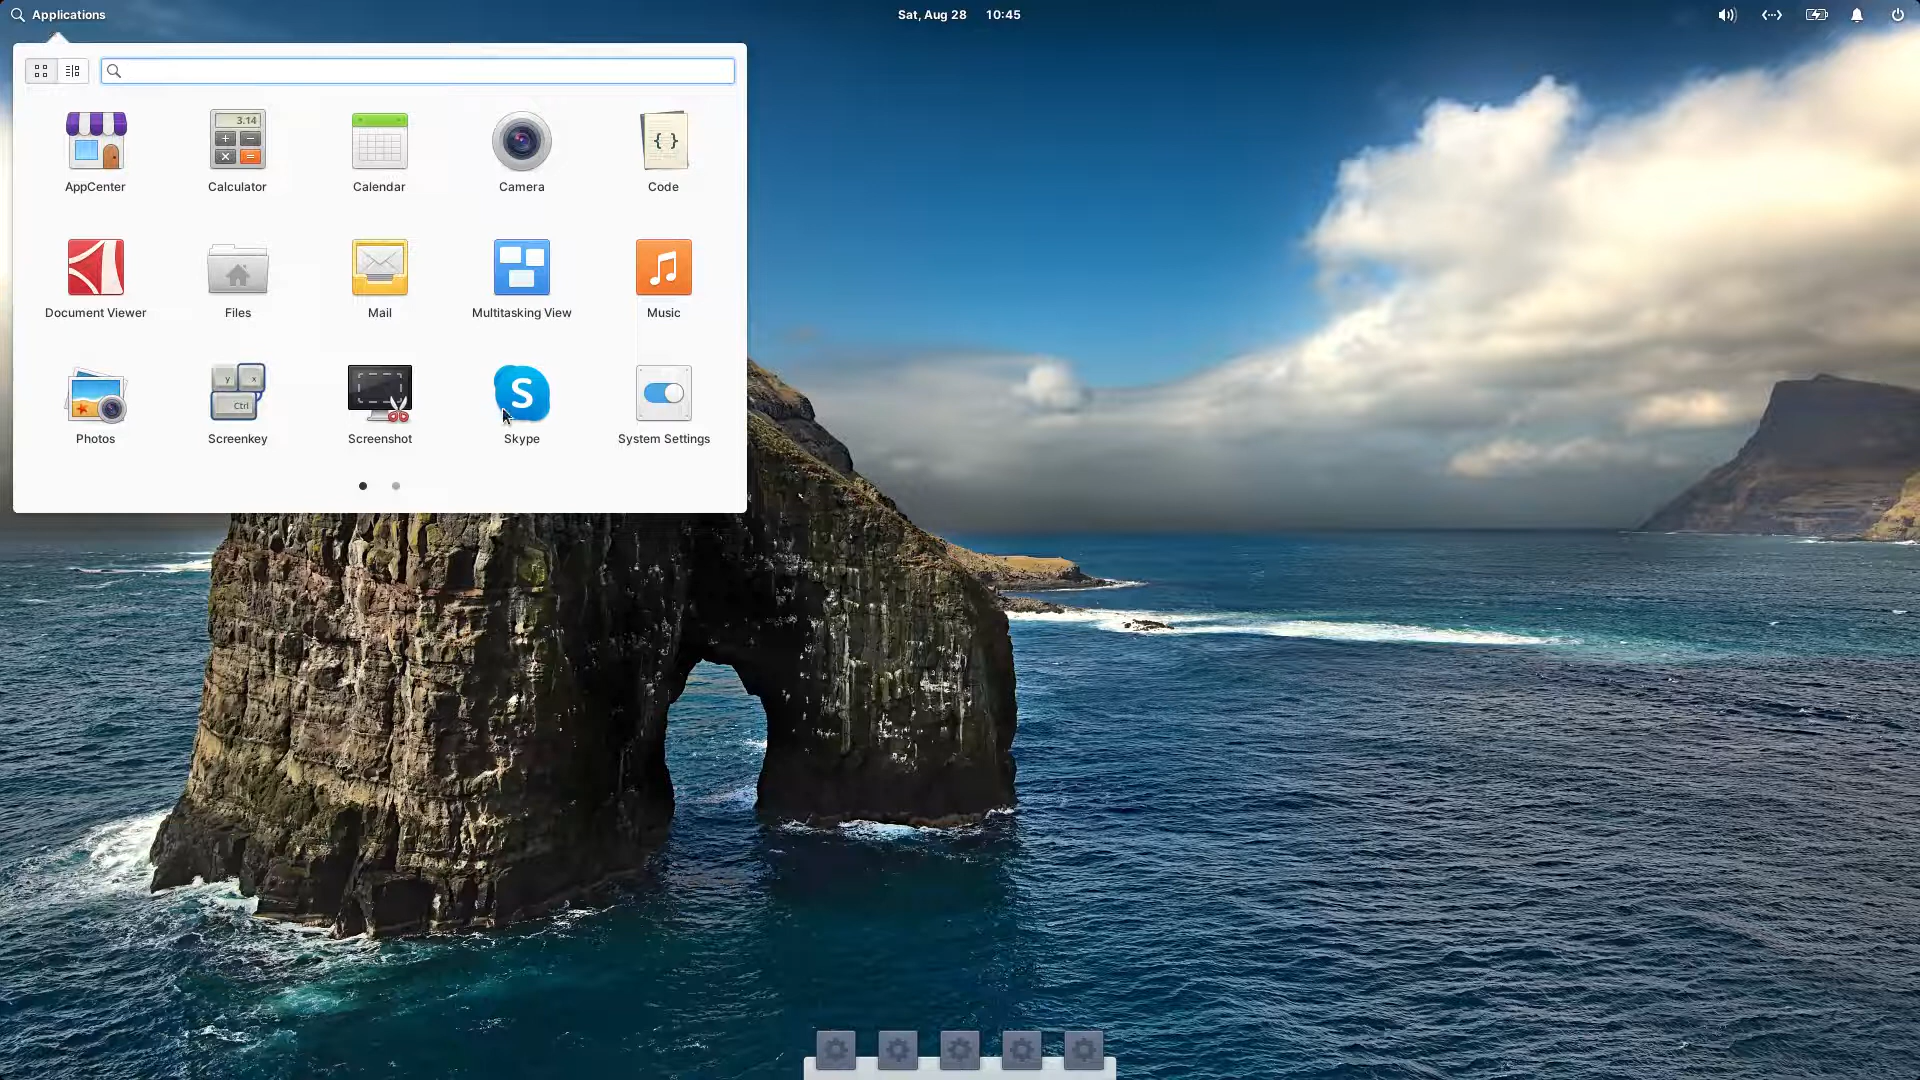 Applications
Sat, Aug 28 10:45
3.14
AppCenter
Calculator
Calendar
Camera
{ }
Code
Document Viewer
Files
Mail
Multitasking View
Music
y x
Ctrl
S
Photos
Screenkey
Screenshot
Skype
System Settings